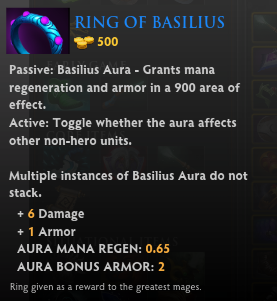 RING OF BASILIUS
500
Passive: Basilius Aura - Grants mana
regeneration and armor in a 900 area of
effect.
Active: Toggle whether the aura affects
other non-hero units.
Multiple instances of Basilius Aura do not
stack.
+ 6 Damage
+ 1 Armor
AURA MANA REGEN: 0.65
AURA BONUS ARMOR: 2
Ring given as a reward to the greatest mages.